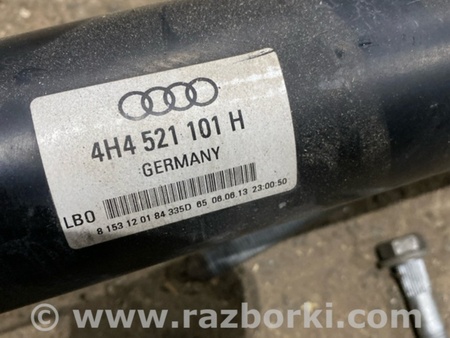 4H4 521 101 H
GERMANY
LBO
8 153 12 01 84 335D 65 06.06.13 23:00:50
© www.razborki.com